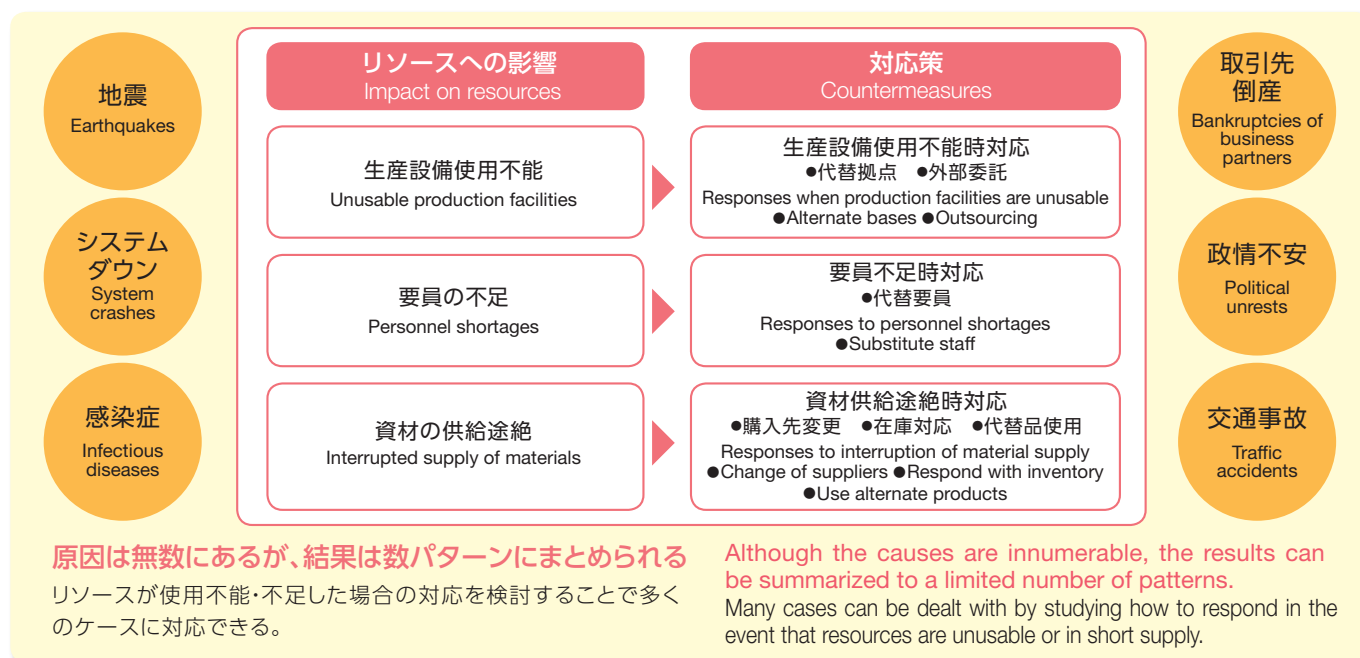 地震
Earthquakes
システム
ダウン
System
crashes
感染症
Infectious
diseases
リソースへの影響
Impact on resources
対応策
Countermeasures
生産設備使用不能
Unusable production facilities
生産設備使用不能時対応
●代替拠点 ●外部委託
Responses when production facilities are unusable
●Alternate bases ●Outsourcing
要員の不足
Personnel shortages
要員不足時対応
●代替要員
Responses to personnel shortages
●Substitute staff
資材の供給途絶
Interrupted supply of materials
資材供給途絶時対応
●購入先変更 ●在庫対応 ●代替品使用
Responses to interruption of material supply
●Change of suppliers ●Respond with inventory
●Use alternate products
取引先
倒産
Bankruptcies of
business
partners
政情不安
Political
unrests
交通事故
Traffic
accidents
原因は無数にあるが、結果は数パターンにまとめられる
リソースが使用不能・不足した場合の対応を検討することで多く
のケースに対応できる。
Although the causes are innumerable, the results can
be summarized to a limited number of patterns.
Many cases can be dealt with by studying how to respond in the
event that resources are unusable or in short supply.